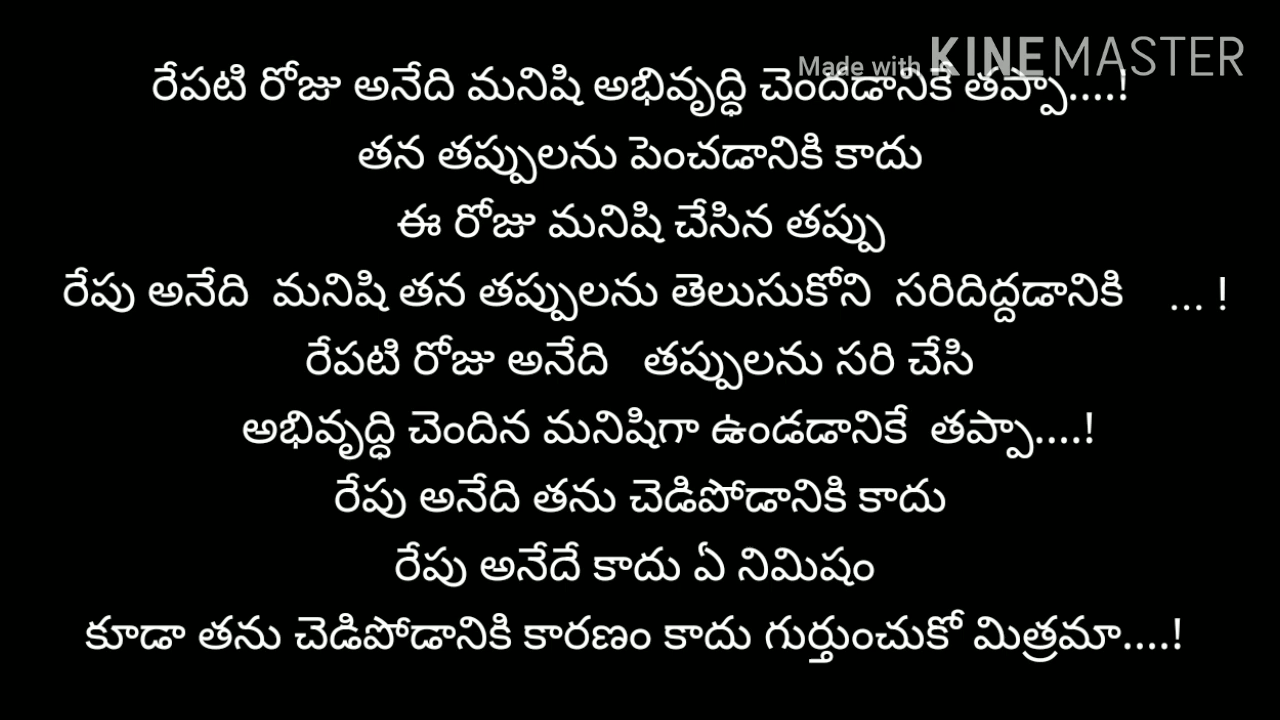 Made with KINEMASTER
రేపటి రోజు అనేది మనిషి అభివృద్ధి చెందడానికే తప్పా....!
తన తప్పులను పెంచడానికి కాదు
ఈ రోజు మనిషి చేసిన తప్పు
రేపు అనేది మనిషి తన తప్పులను తెలుసుకోని సరిదిద్దడానికి ... !
రేపటి రోజు అనేది తప్పులను సరి చేసి
అభివృద్ధి చెందిన మనిషిగా ఉండడానికే తప్పా....!
రేపు అనేది తను చెడిపోడానికి కాదు
రేపు అనేదే కాదు ఏ నిమిషం
కూడా తను చెడిపోడానికి కారణం కాదు గుర్తుంచుకో మిత్రమా....!